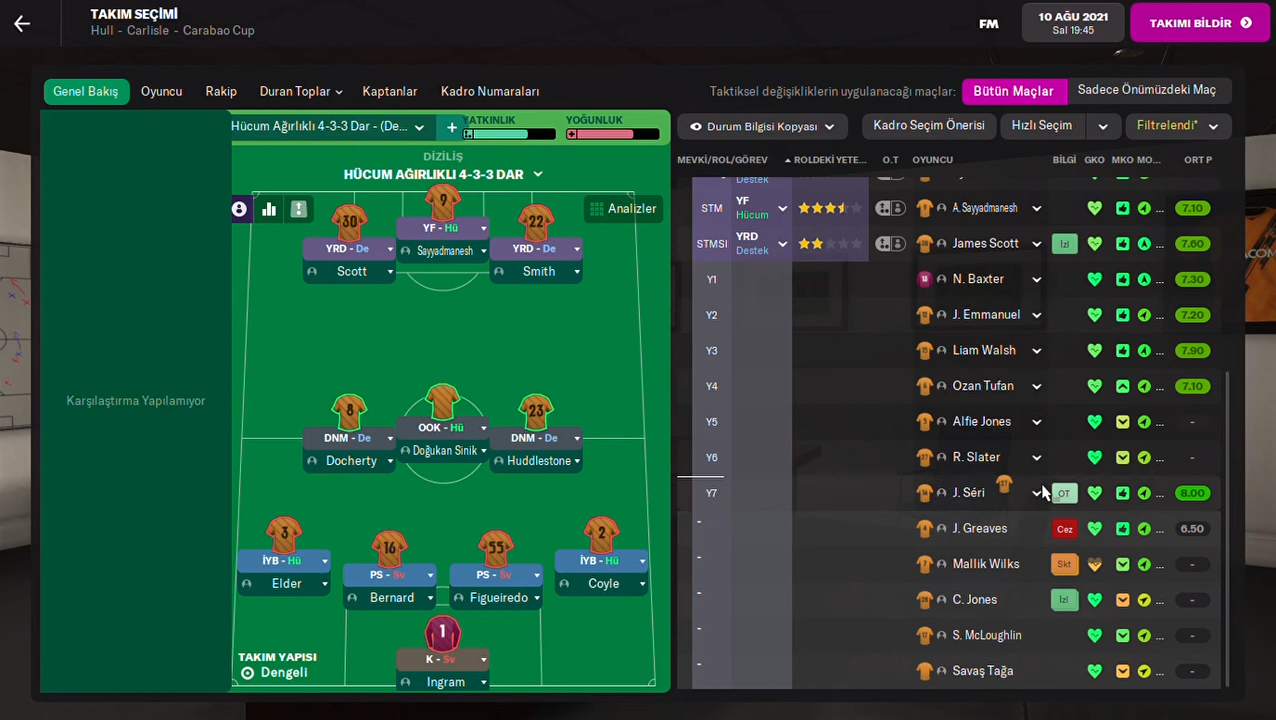 TAKIM SEÇİMİ
Hull - Carlisle - Carabao Cup
FM
10 AĞU 2021
Sal 19:45
TAKIMI BİLDİR
Genel Bakış
Oyuncu
Rakip
Duran Toplar
Kaptanlar
Kadro Numaraları
Taktiksel değişikliklerin uygulanacağı maçlar:
Bütün Maçlar
Sadece Önümüzdeki Maç
Hücum Ağırlıklı 4-3-3 Dar - (De...
+
YATKINLIK
YOĞUNLUK
Durum Bilgisi Kopyası
Kadro Seçim Önerisi
Hızlı Seçim
Filtrelendi*
DİZİLİŞ
HÜCUM AĞIRLIKLI 4-3-3 DAR
Analizler
9
YF - Hü
Sayyadmanesh
30
YRD - De
Scott
22
YRD - De
Smith
8
DNM - De
Docherty
OOK - Hü
Doğukan Sinik
23
DNM - De
Huddlestone
3
İYB - Hü
Elder
16
PS - Sv
Bernard
55
PS - Sv
Figueiredo
2
İYB - Hü
Coyle
1
K - Sv
Ingram
Karşılaştırma Yapılamıyor
TAKIM YAPISI
Dengeli
MEVKİ/ROL/GÖREV ROLDEKİ YETE... O.T OYUNCU BİLGİ GKO MKO MO... ORT P
Destek
STM YF Hücum A. Sayyadmanesh 7.10
STMSI YRD Destek James Scott İzl 7.60
Y1 N. Baxter 7.30
Y2 J. Emmanuel 7.20
Y3 Liam Walsh 7.90
Y4 Ozan Tufan 7.10
Y5 Alfie Jones -
Y6 R. Slater -
Y7 J. Séri OT 8.00
- J. Greaves Cez 6.50
- Mallik Wilks Skt -
- C. Jones İzl -
- S. McLoughlin -
- Savaş Tağa -